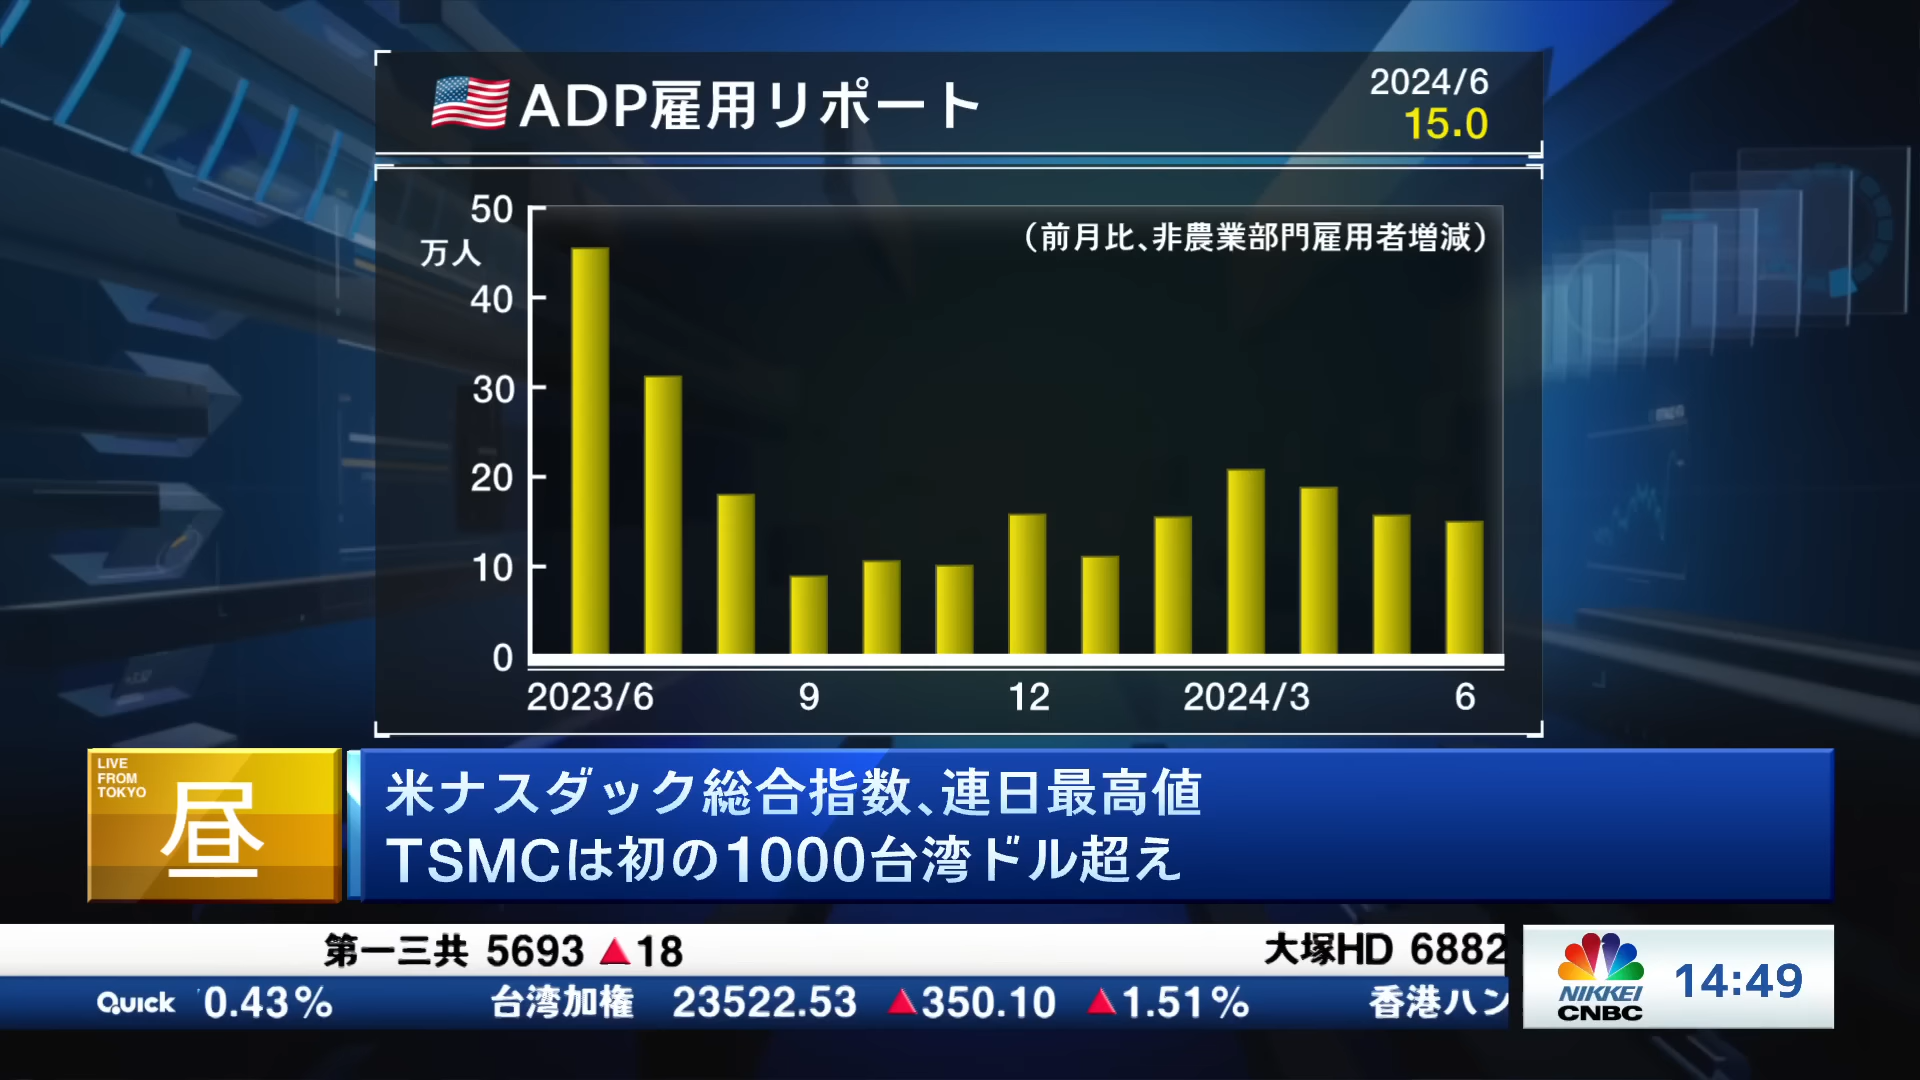 ADP雇用リポート
2024/6
15.0
(前月比、非農業部門雇用者増減)
50
万人
40
30
20
10
0
2023/6 9 12 2024/3 6
LIVE FROM TOKYO
昼
米ナスダック総合指数、連日最高値
TSMCは初の1000台湾ドル超え
第一三共 5693 ▲18 大塚HD 6882
QUICK 0.43% 台湾加権 23522.53 ▲350.10 ▲1.51% 香港ハン
NIKKEI CNBC
14:49